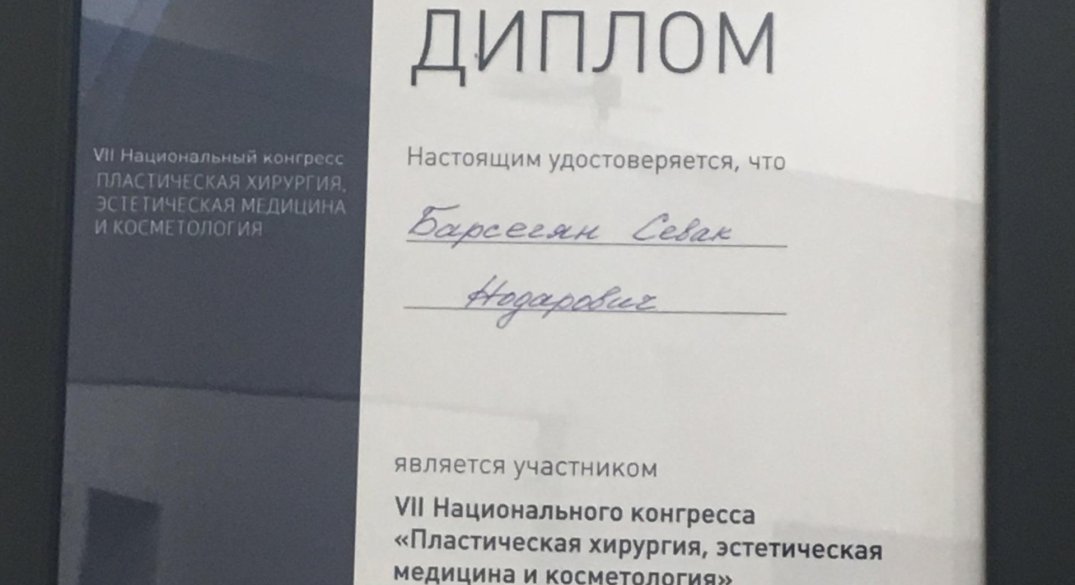 ДИПЛОМ
VII Национальный конгресс
ПЛАСТИЧЕСКАЯ ХИРУРГИЯ,
ЭСТЕТИЧЕСКАЯ МЕДИЦИНА
И КОСМЕТОЛОГИЯ
Настоящим удостоверяется, что
Барсегян Севак
Нодарович
является участником
VII Национального конгресса
«Пластическая хирургия, эстетическая
медицина и косметология»